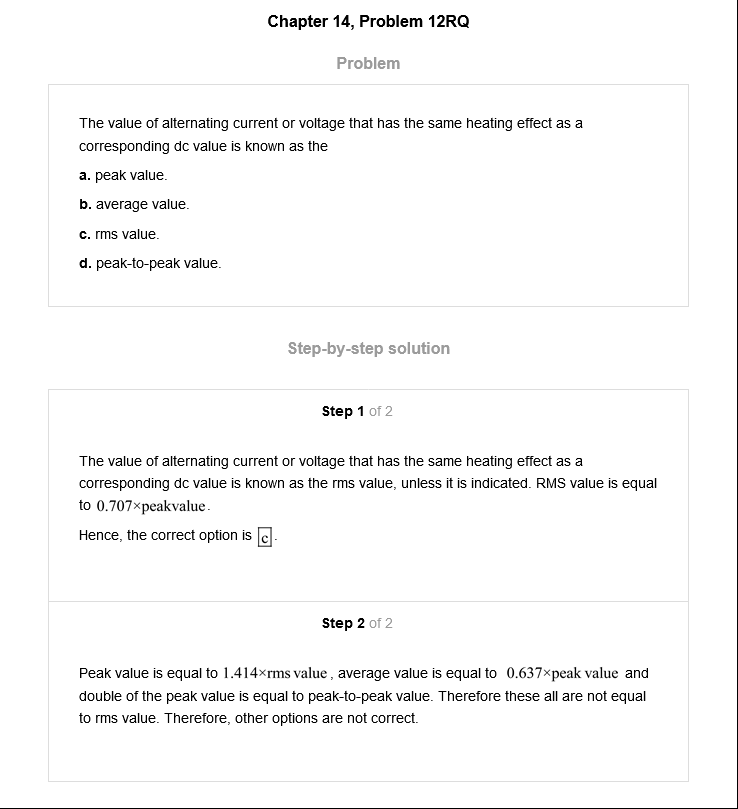 Chapter 14, Problem 12RQ
Problem
The value of alternating current or voltage that has the same heating effect as a
corresponding dc value is known as the
a. peak value.
b. average value.
c. rms value.
d. peak-to-peak value.
Step-by-step solution
Step 1 of 2
The value of alternating current or voltage that has the same heating effect as a
corresponding dc value is known as the rms value, unless it is indicated. RMS value is equal
to 0.707×peakvalue.
Hence, the correct option is c.
Step 2 of 2
Peak value is equal to 1.414×rms value, average value is equal to 0.637×peak value and
double of the peak value is equal to peak-to-peak value. Therefore these all are not equal
to rms value. Therefore, other options are not correct.